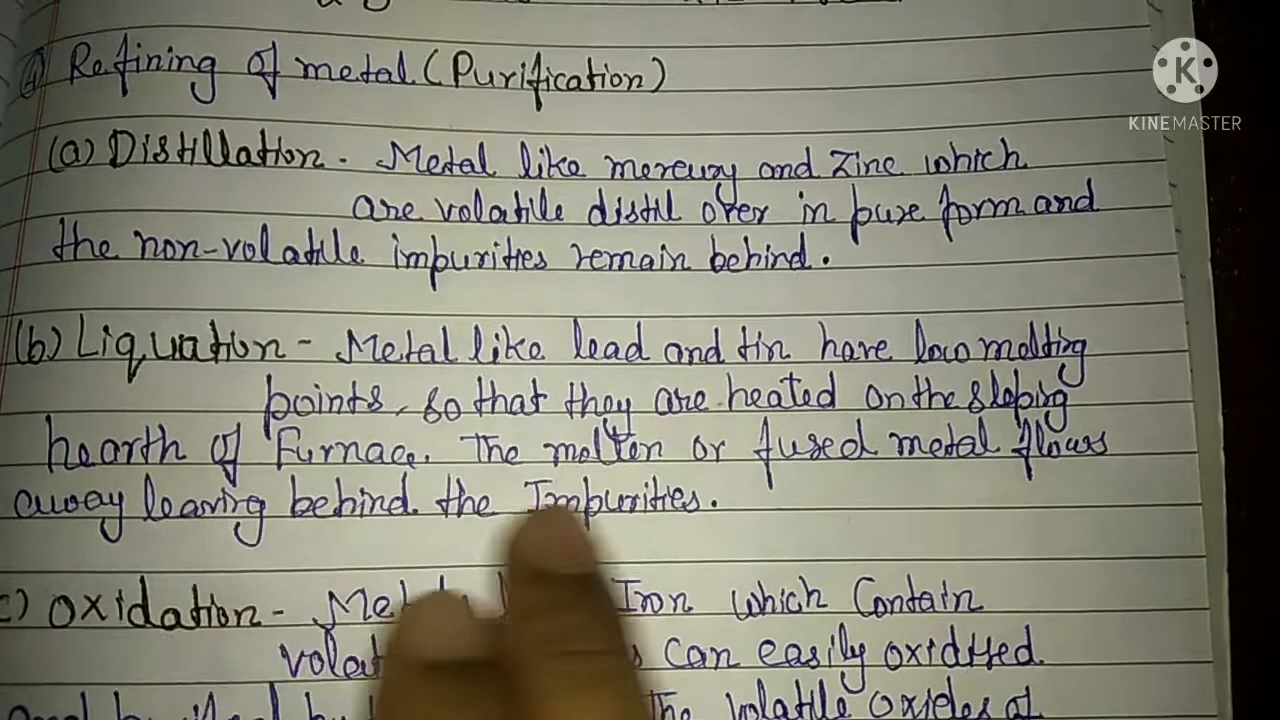 Refining of metal (Purification)
KINEMASTER
(a) Distillation - Metal like mercury and Zinc which
are volatile distil over in pure form and
the non-volatile impurities remain behind.
(b) Liquation - Metal like lead and tin have low melting
points, so that they are heated on the sloping
hearth of Furnace. The molten or fused metal flows
away leaving behind the Impurities.
c) Oxidation - Iron which Contain
can easily oxidised.
The volatile oxides of